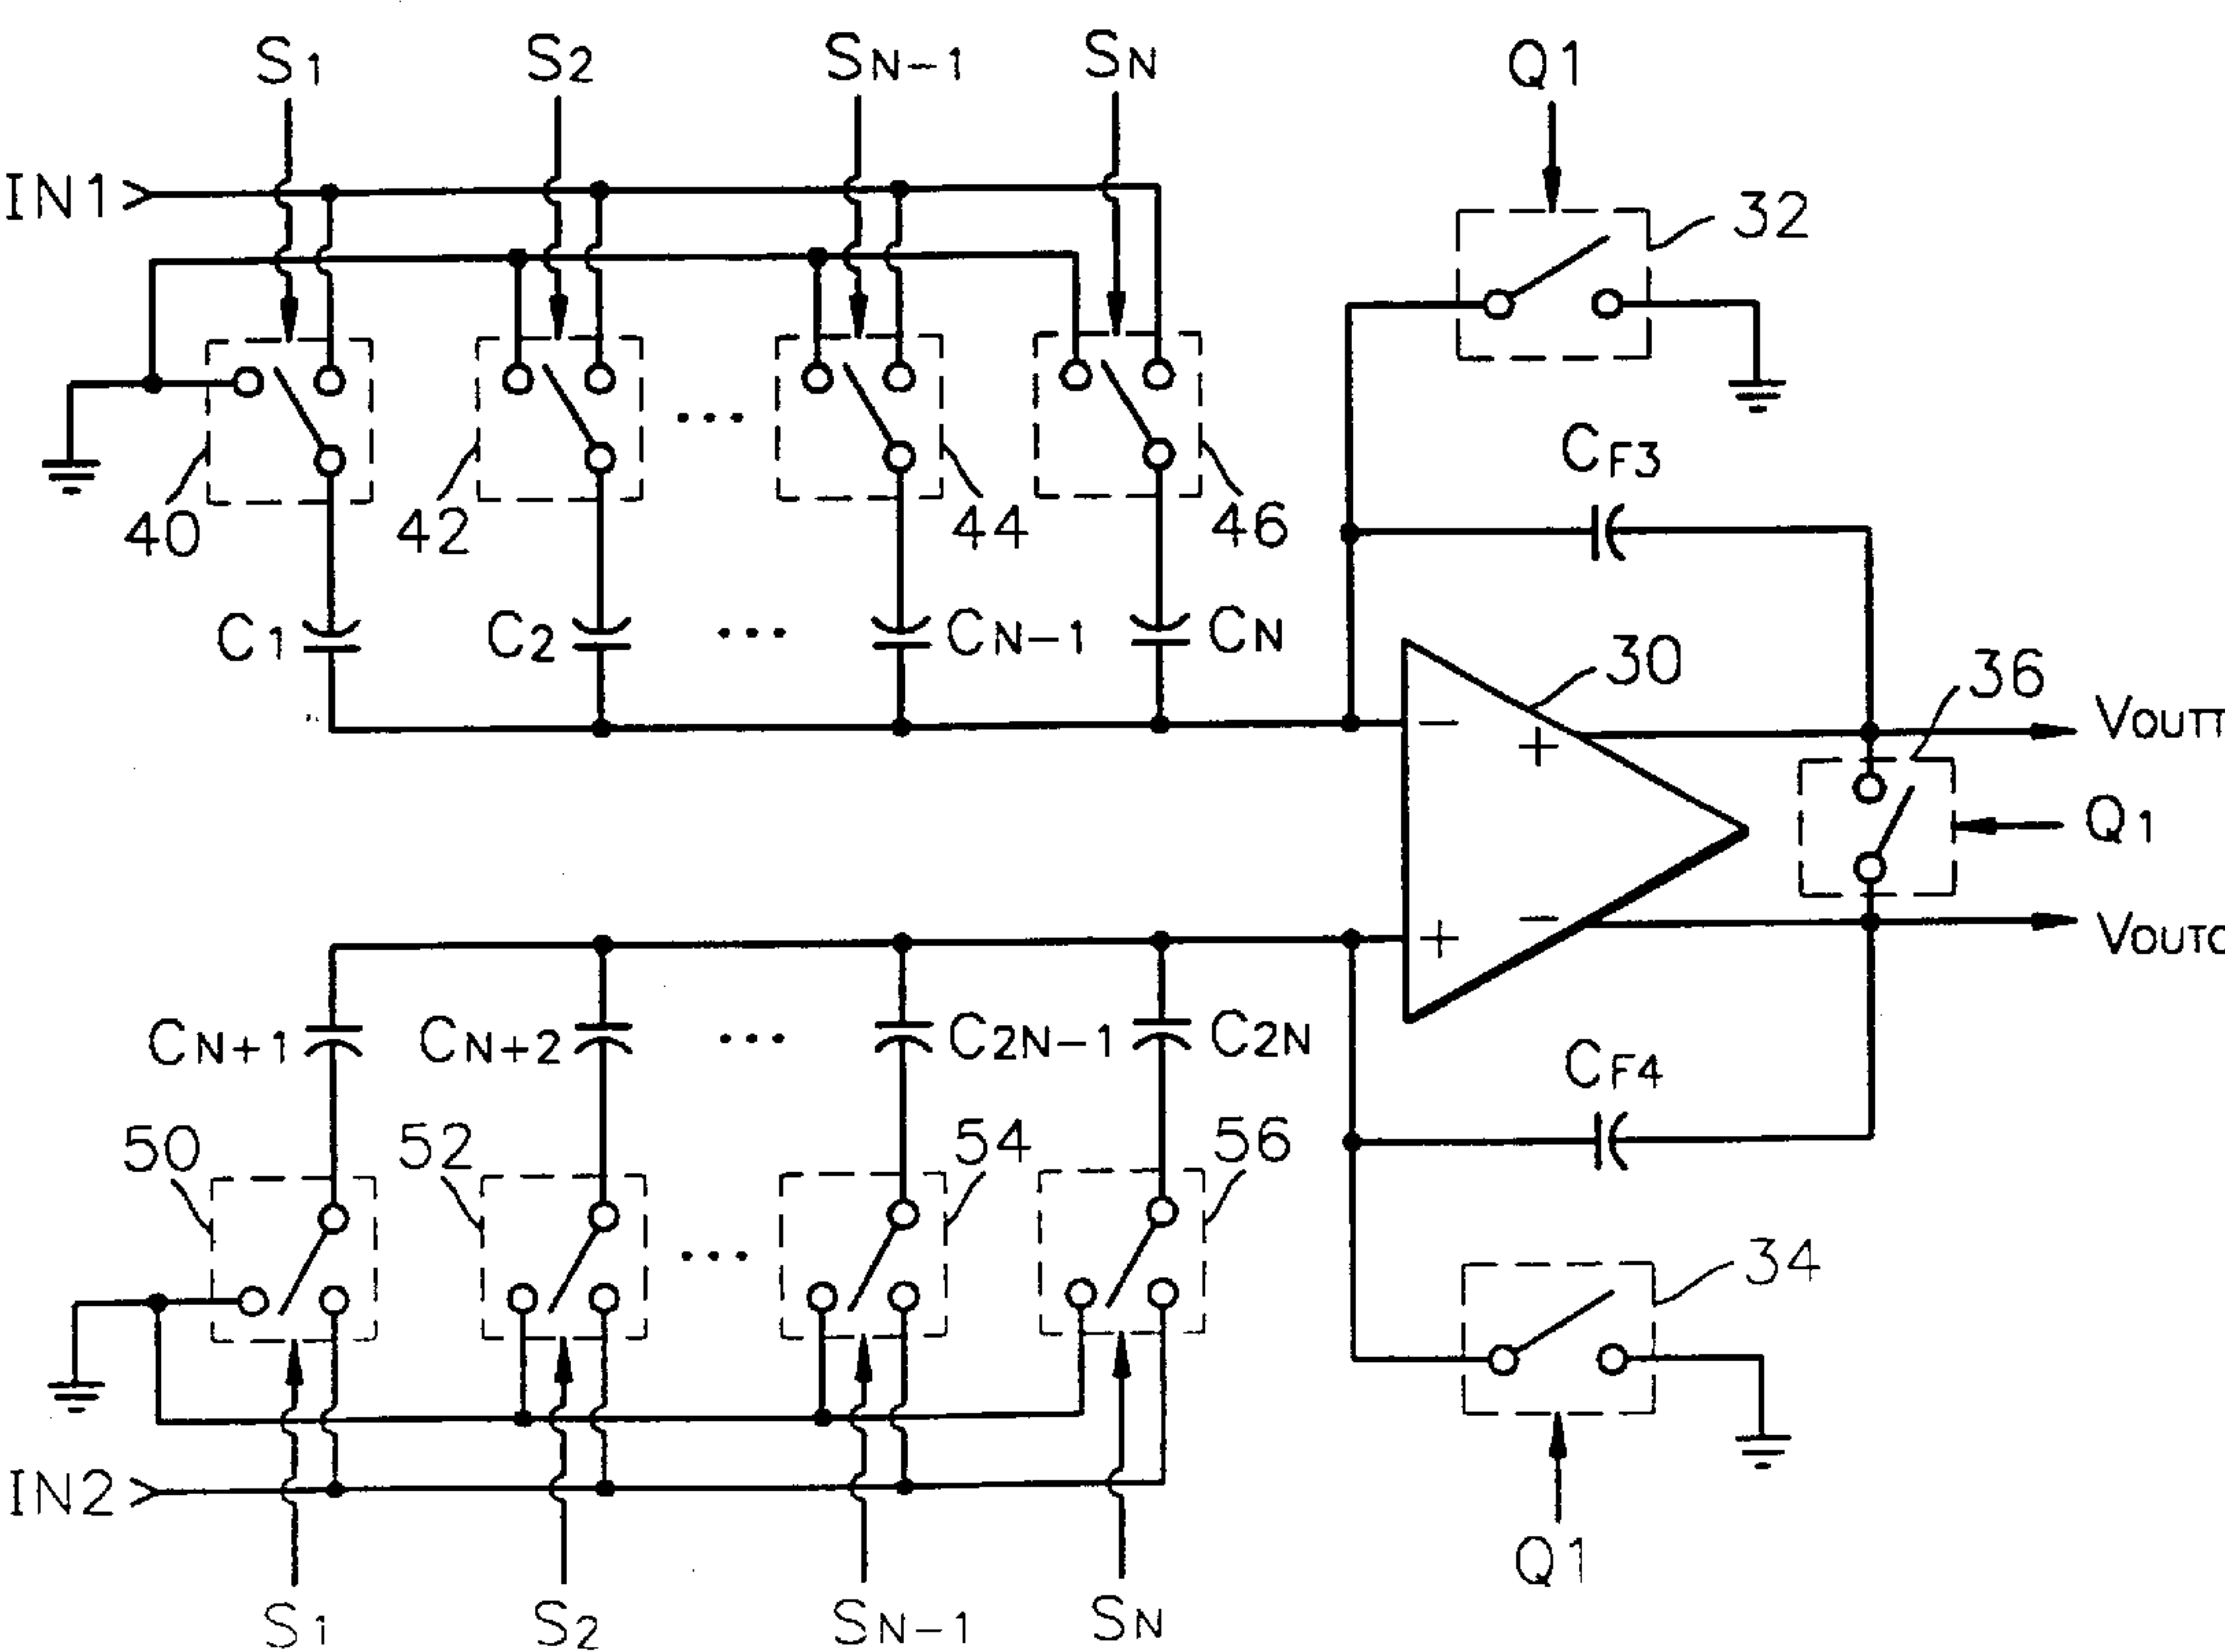 S1 S2 SN-1 SN Q1
IN1
32
40 42 44 46
CF3
C1 C2 ... CN-1 CN
30
36
VOUTT
− +
Q1
+ −
VOUTC
CN+1 CN+2 ... C2N-1 C2N
CF4
50 52 54 56
34
IN2
Q1
S1 S2 SN-1 SN